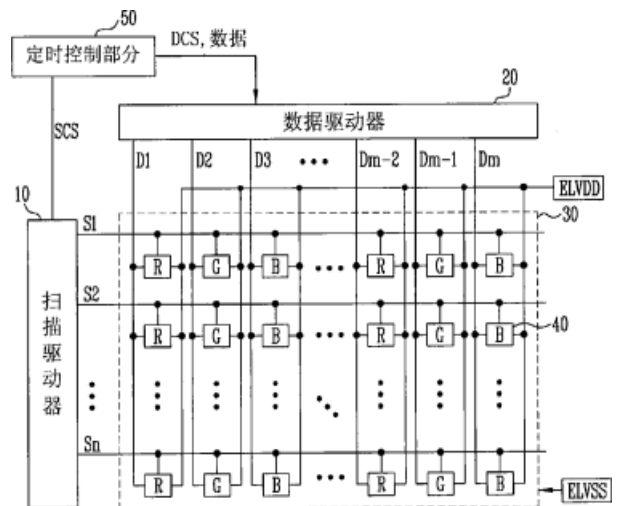 50
定时控制部分
DCS,数据
20
数据驱动器
SCS
D1 D2 D3 Dm-2 Dm-1 Dm
ELVDD
10
30
S1
R G B R G B
S2
R G B R G B
40
扫描驱动器
Sn
R G B R G B
ELVSS